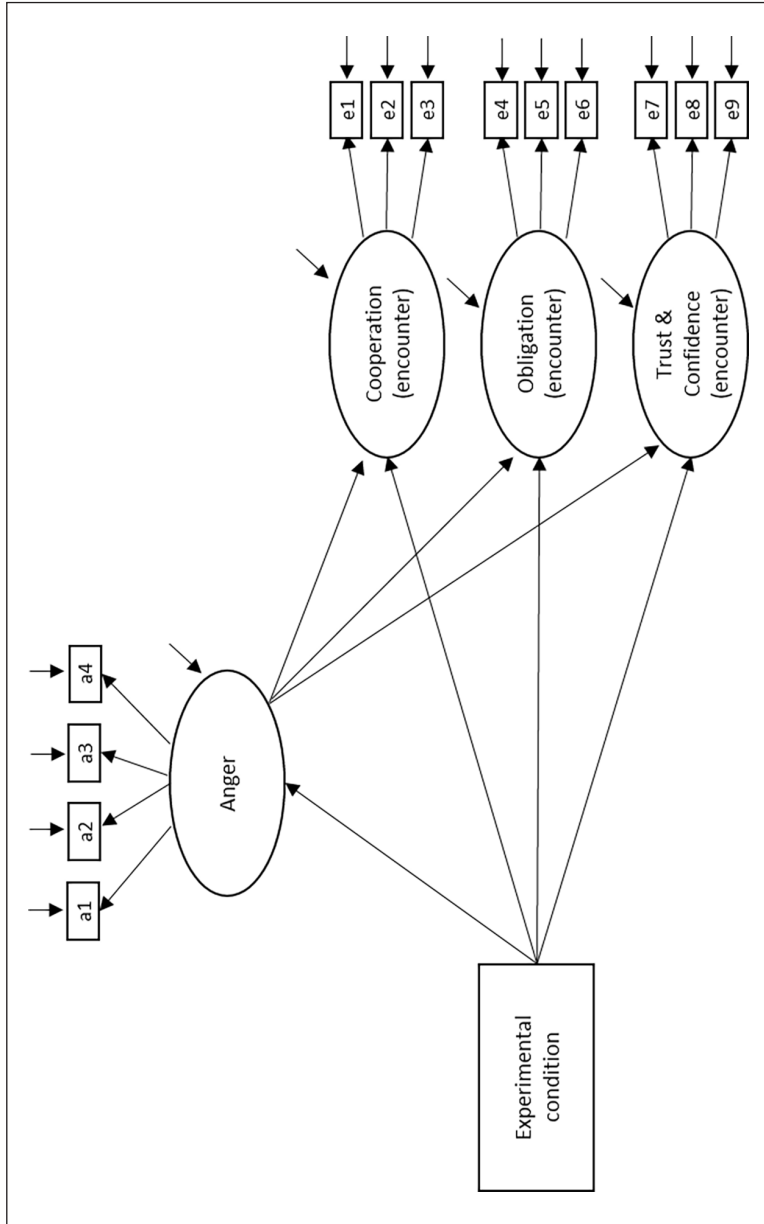 a1
a2
a3
a4
Anger
Experimental
condition
Cooperation
(encounter)
e1
e2
e3
Obligation
(encounter)
e4
e5
e6
Trust &
Confidence
(encounter)
e7
e8
e9